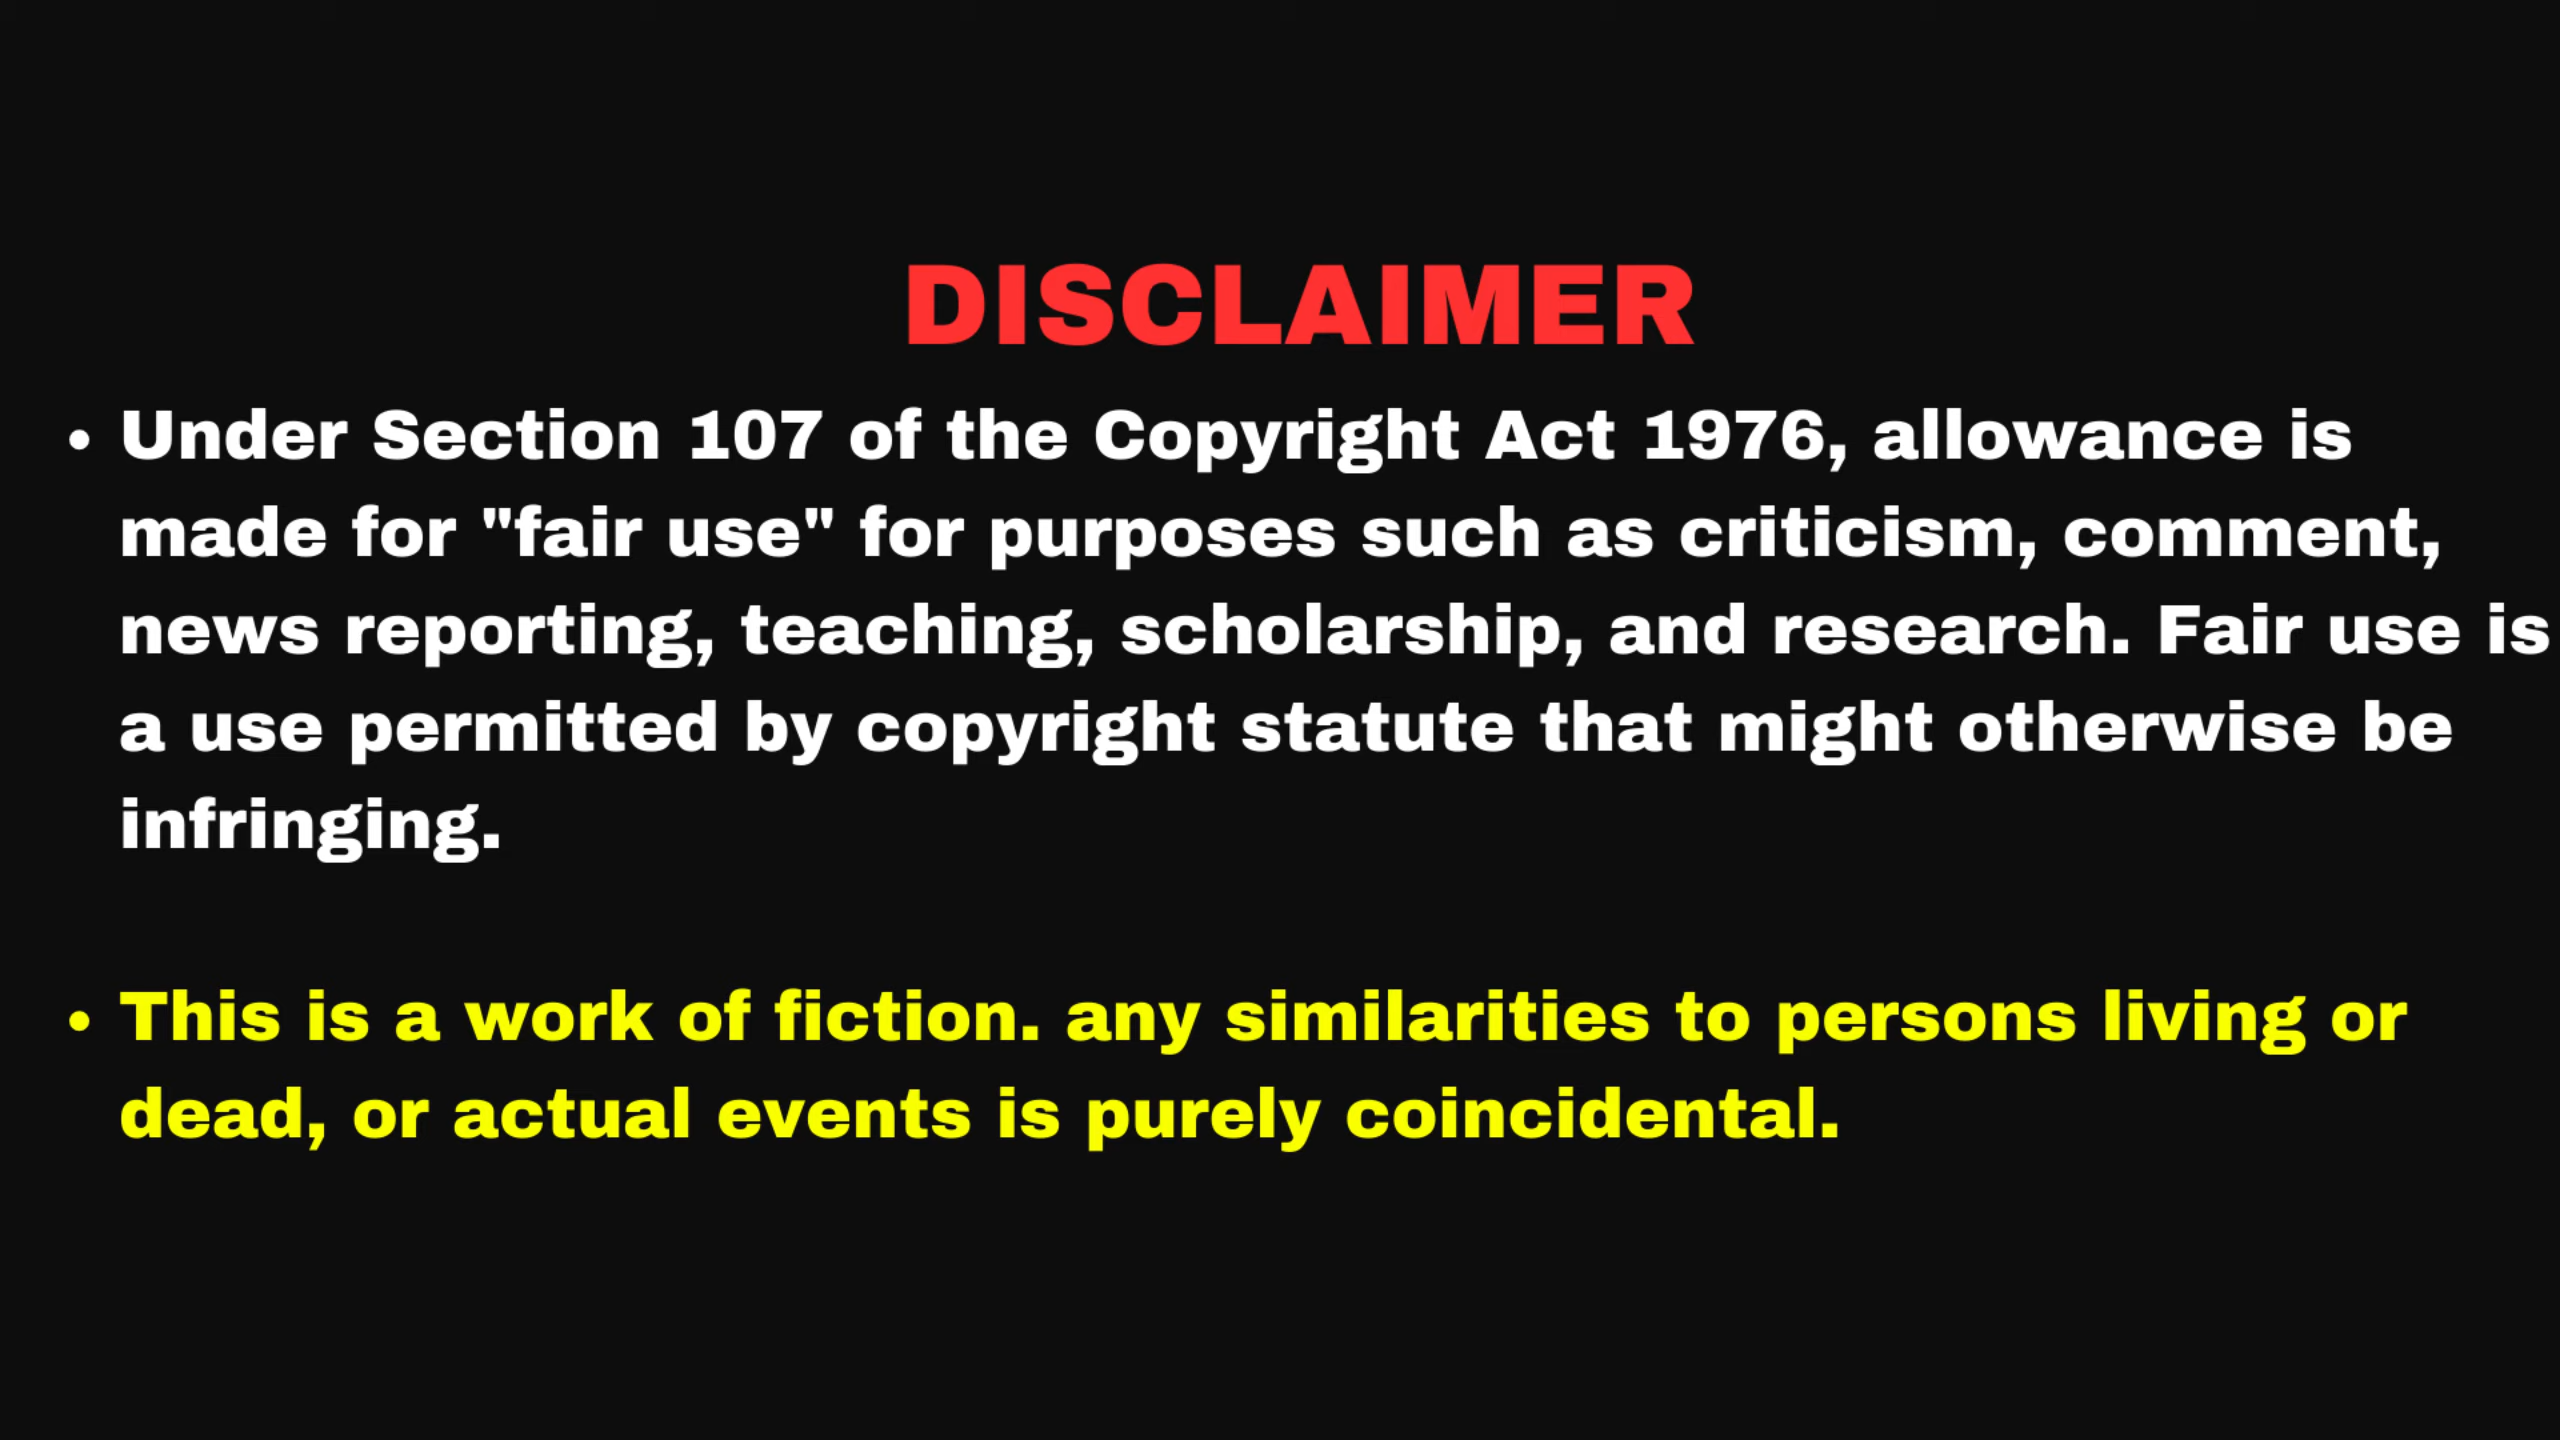 DISCLAIMER
• Under Section 107 of the Copyright Act 1976, allowance is
made for "fair use" for purposes such as criticism, comment,
news reporting, teaching, scholarship, and research. Fair use is
a use permitted by copyright statute that might otherwise be
infringing.
• This is a work of fiction. any similarities to persons living or
dead, or actual events is purely coincidental.